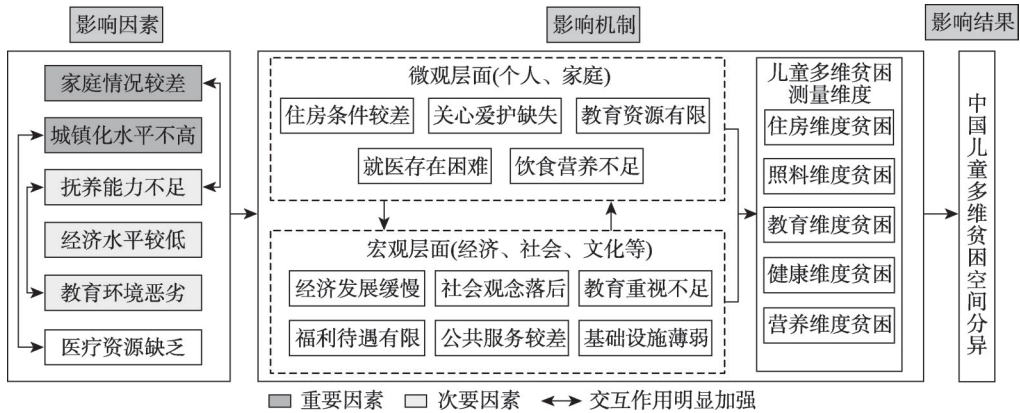 影响因素
影响机制
影响结果
家庭情况较差
城镇化水平不高
抚养能力不足
经济水平较低
教育环境恶劣
医疗资源缺乏
微观层面(个人、家庭)
住房条件较差
关心爱护缺失
教育资源有限
就医存在困难
饮食营养不足
宏观层面(经济、社会、文化等)
经济发展缓慢
社会观念落后
教育重视不足
福利待遇有限
公共服务较差
基础设施薄弱
儿童多维贫困
测量维度
住房维度贫困
照料维度贫困
教育维度贫困
健康维度贫困
营养维度贫困
中国儿童多维贫困空间分异
重要因素
次要因素
交互作用明显加强